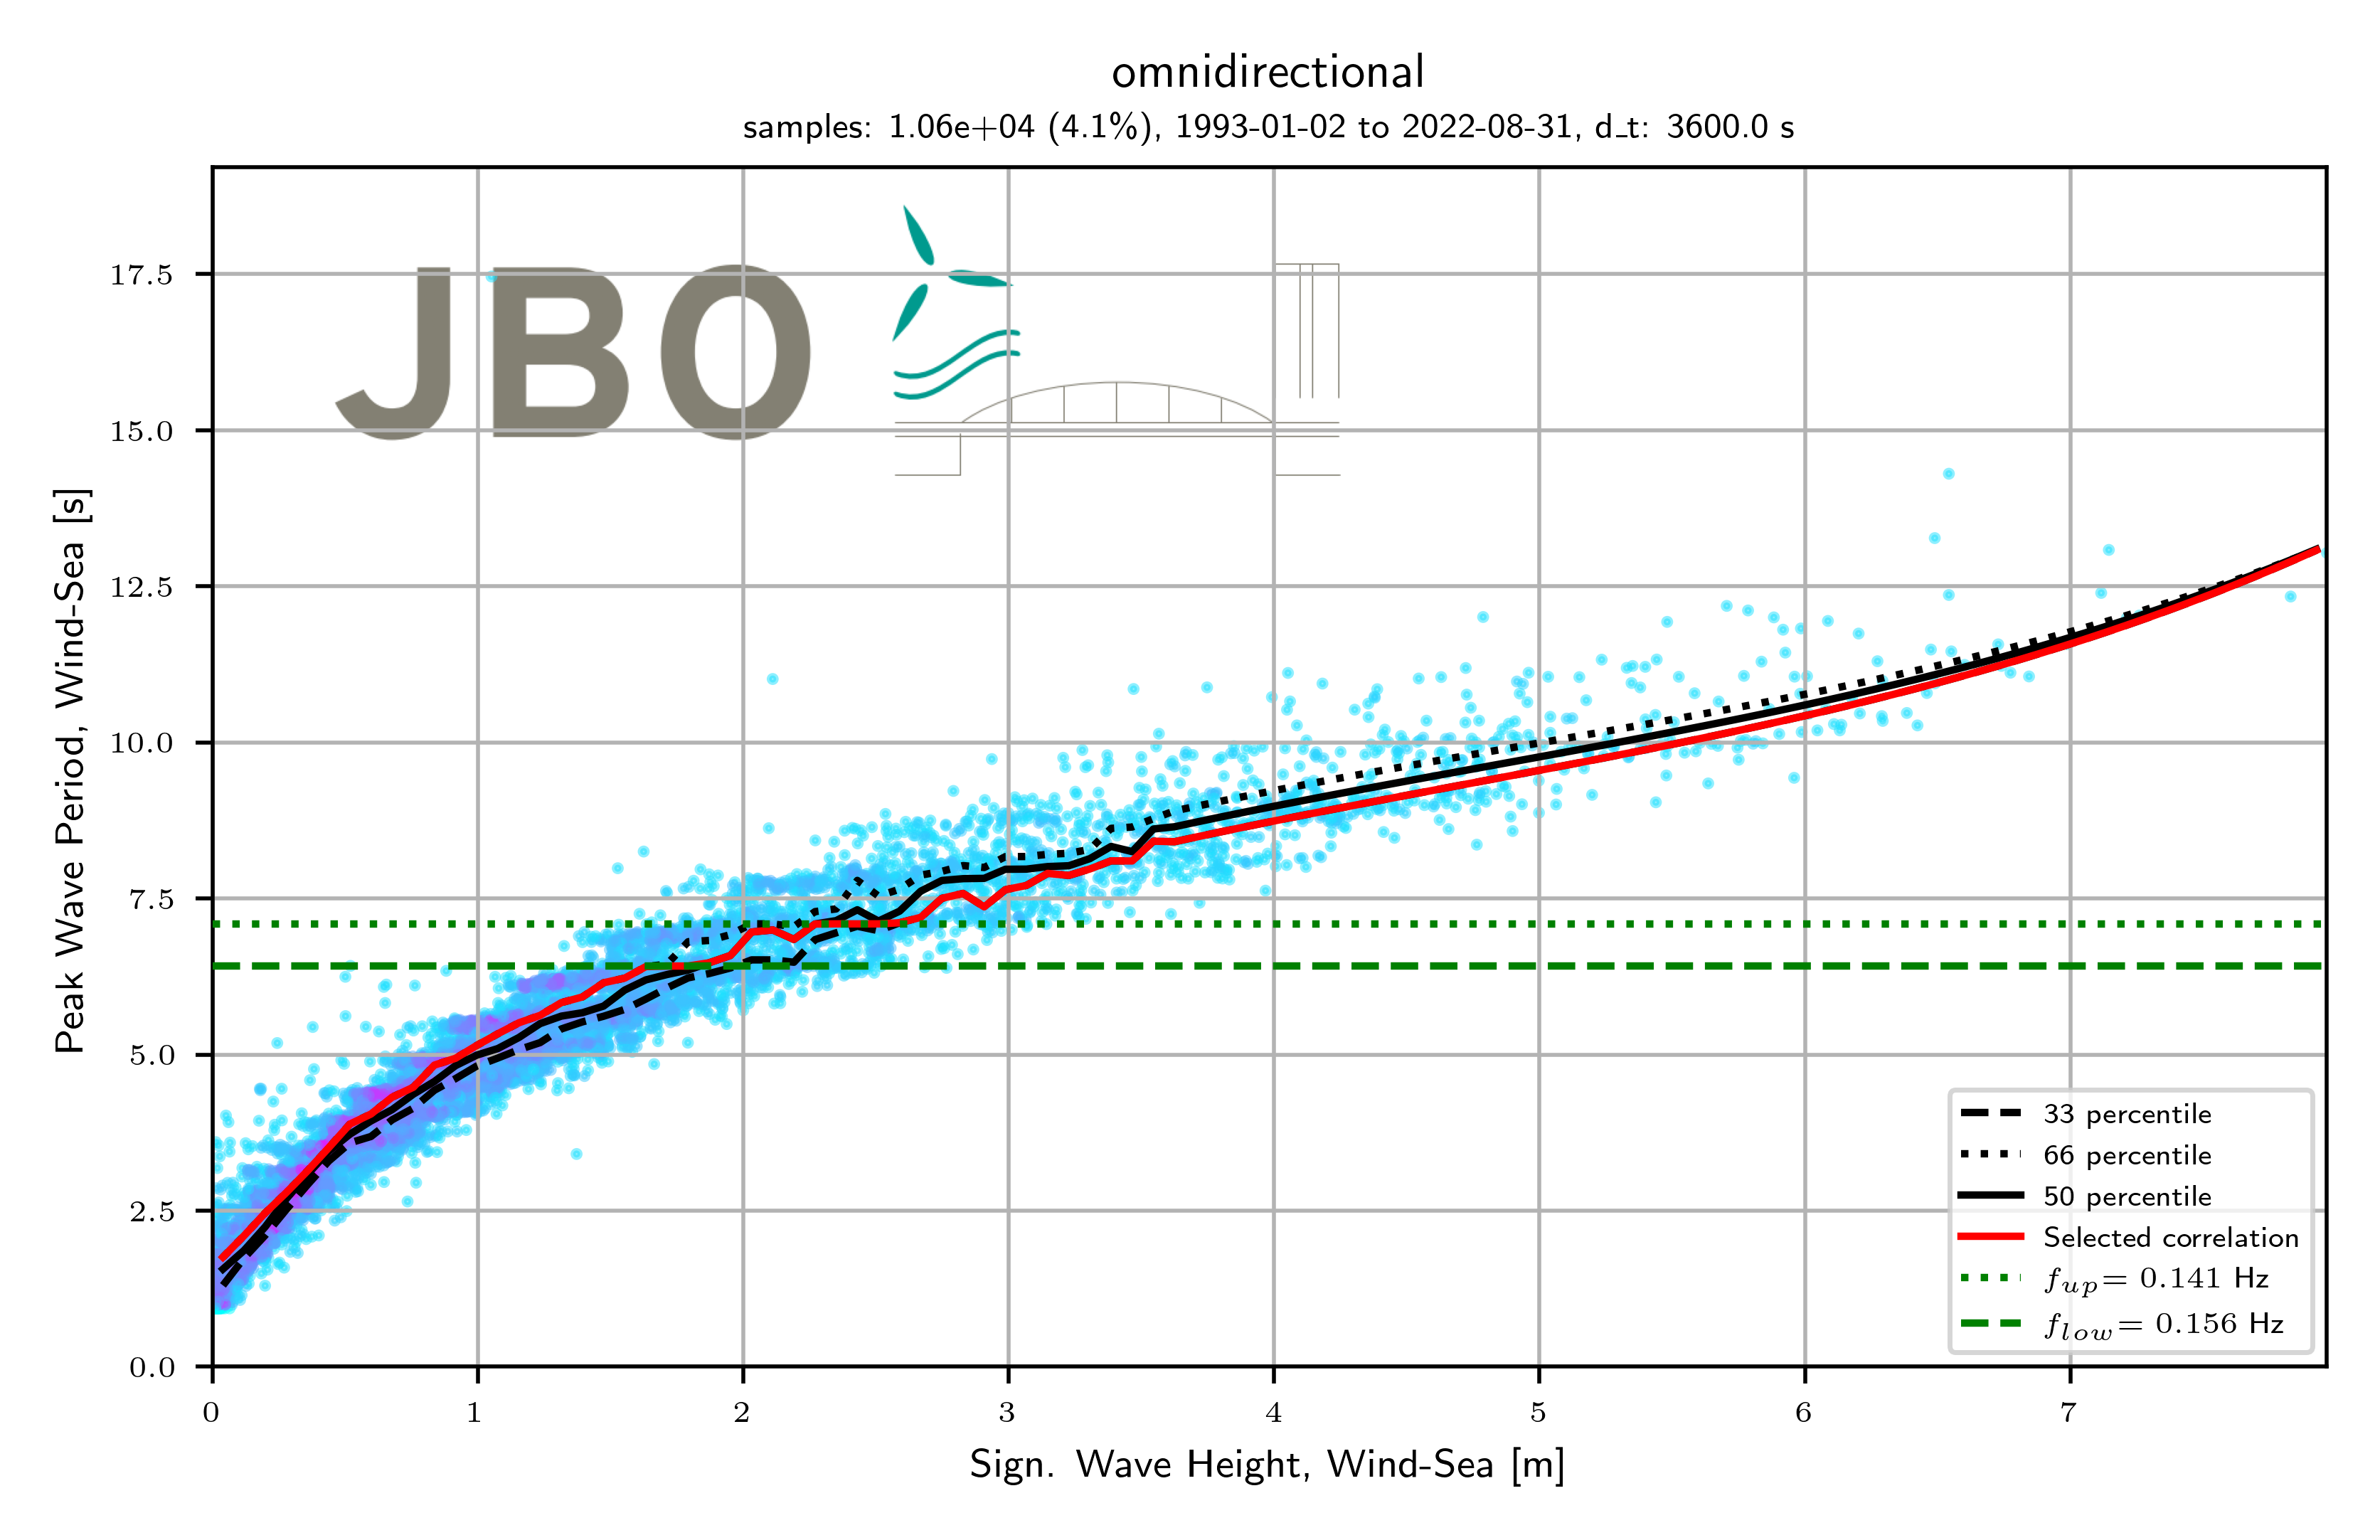 omnidirectional
samples: 1.06e+04 (4.1%), 1993-01-02 to 2022-08-31, d_t: 3600.0 s
JBO
17.5
15.0
12.5
10.0
7.5
5.0
2.5
0.0
Peak Wave Period, Wind-Sea [s]
33 percentile
66 percentile
50 percentile
Selected correlation
f_up = 0.141 Hz
f_low = 0.156 Hz
0 1 2 3 4 5 6 7
Sign. Wave Height, Wind-Sea [m]